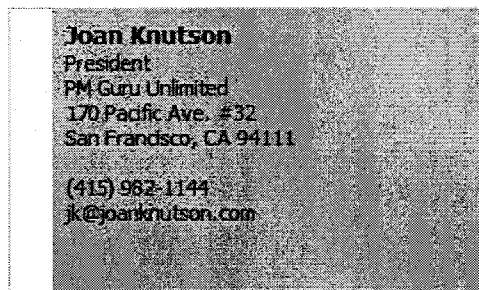 Joan Knutson
President
PM Guru Unlimited
170 Pacific Ave. #32
San Francisco, CA 94111
(415) 982-1144
jk@joanknutson.com